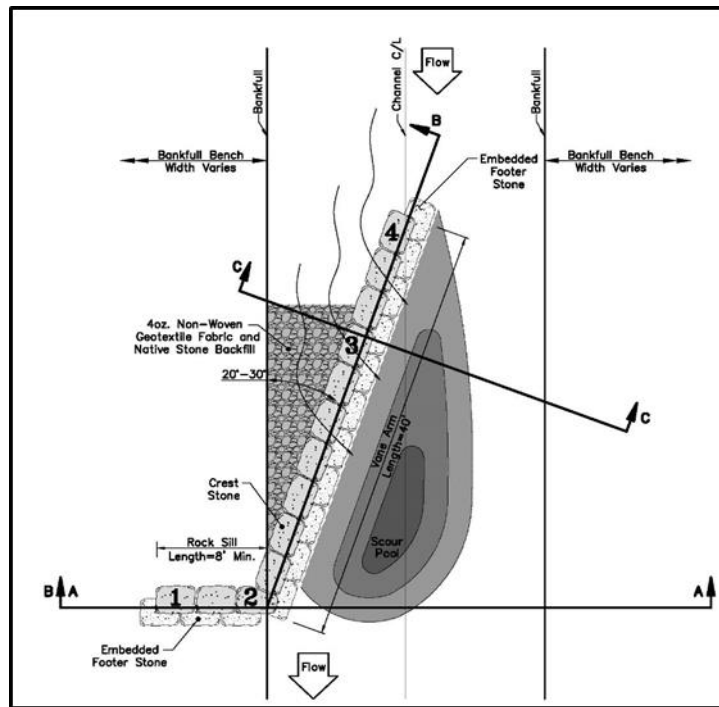 Flow
Bankfull
Channel C/L
Bankfull
B
Embedded
Footer
Stone
Bankfull Bench
Width Varies
Bankfull Bench
Width Varies
4
C
4oz. Non-Woven
Geotextile Fabric and
Native Stone Backfill
3
20°-30°
C
Vane Arm
Length=40'
Crest
Stone
Scour
Pool
Rock Sill
Length=8' Min.
B
A
1
2
A
Embedded
Footer Stone
Flow